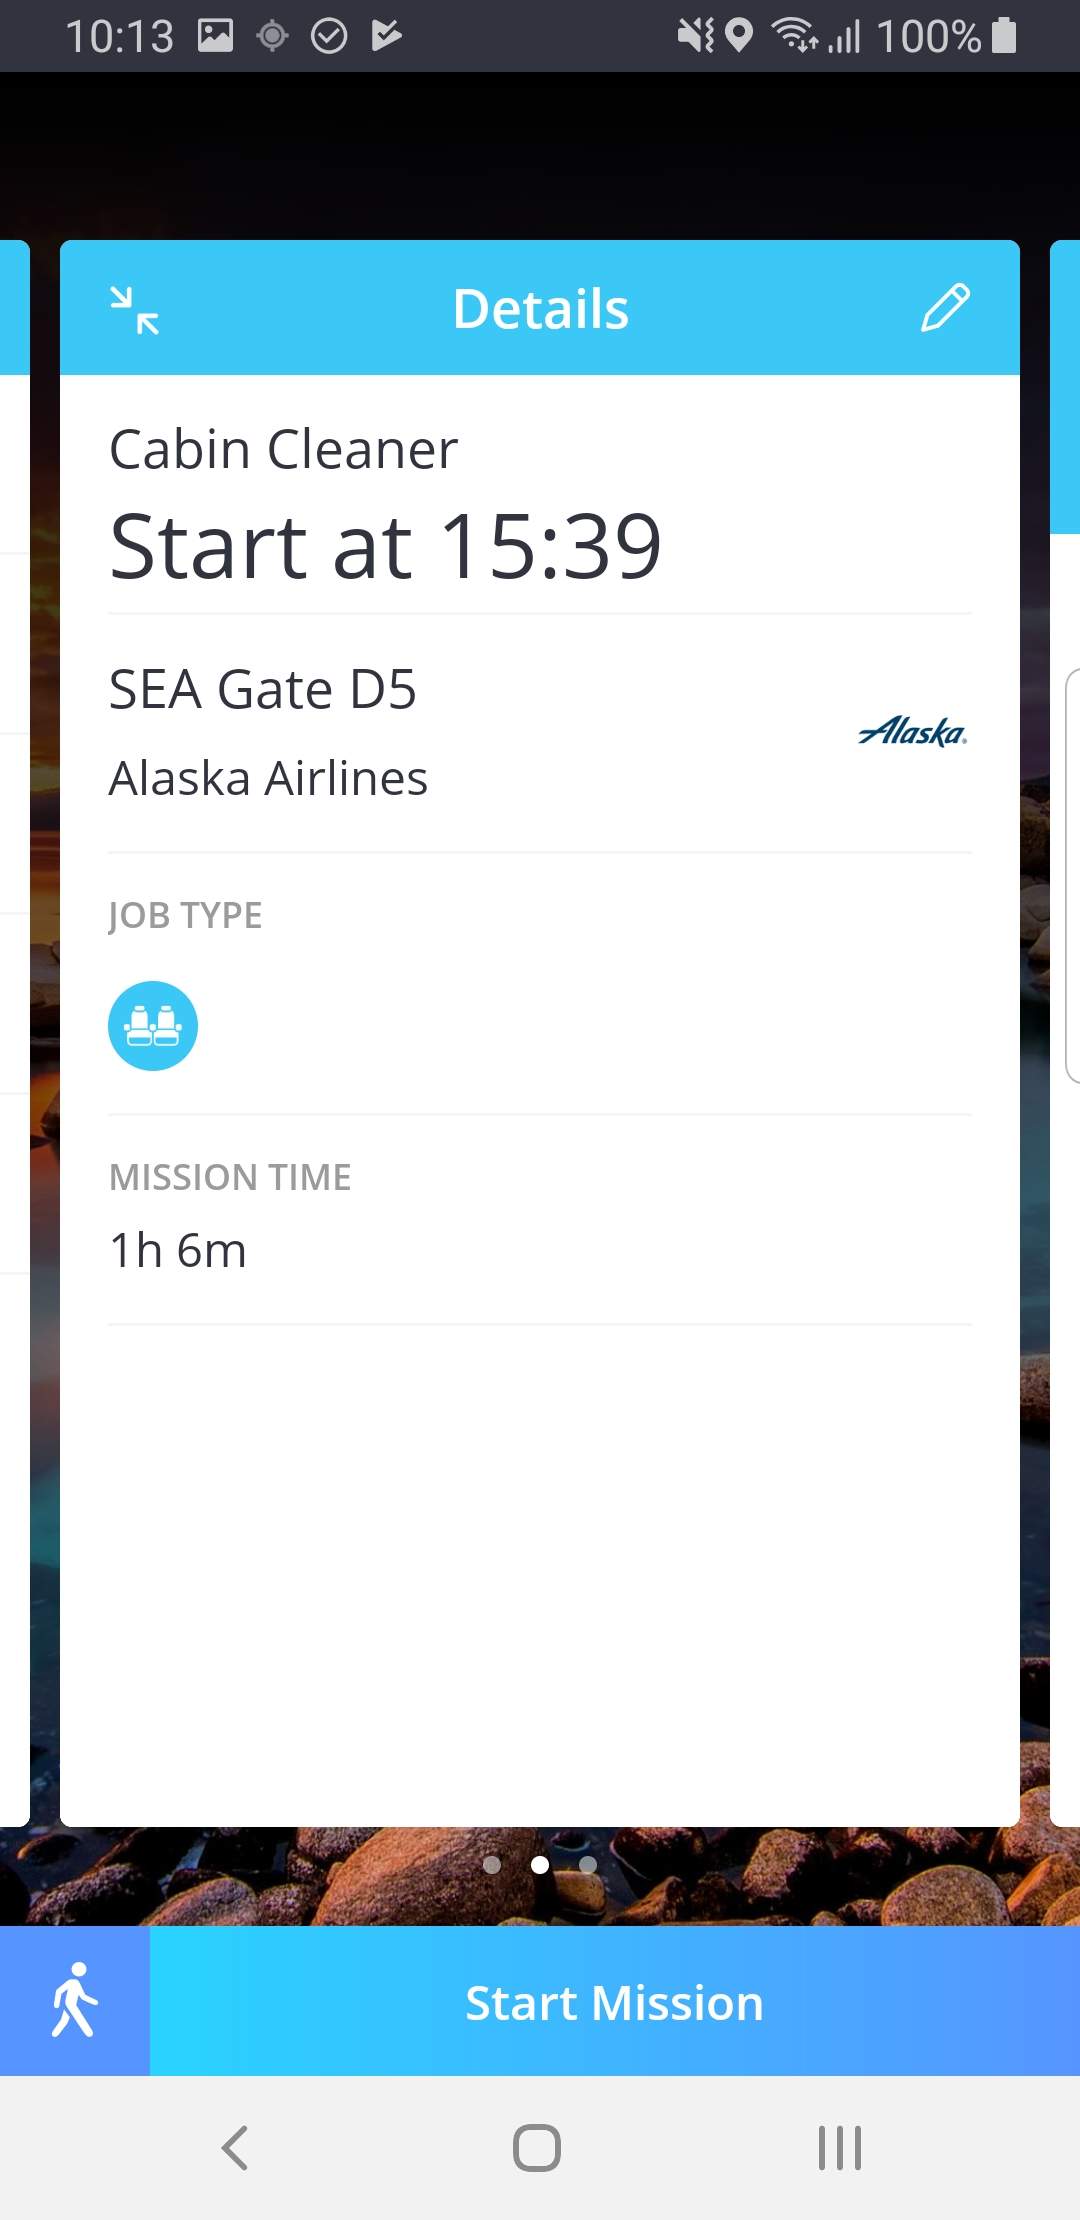 10:13
100%
Details
Cabin Cleaner
Start at 15:39
SEA Gate D5
Alaska
Alaska Airlines
JOB TYPE
MISSION TIME
1h 6m
Start Mission